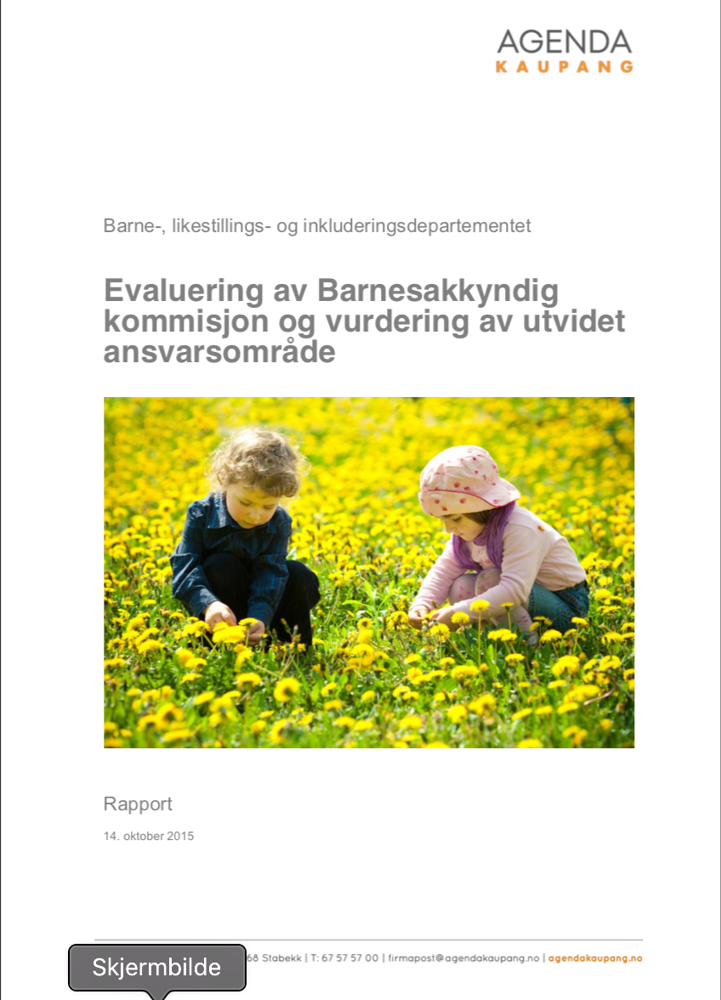 AGENDA
KAUPANG
Barne-, likestillings- og inkluderingsdepartementet
Evaluering av Barnesakkyndig
kommisjon og vurdering av utvidet
ansvarsområde
Rapport
14. oktober 2015
68 Stabekk | T: 67 57 57 00 | firmapost@agendakaupang.no | agendakaupang.no
Skjermbilde